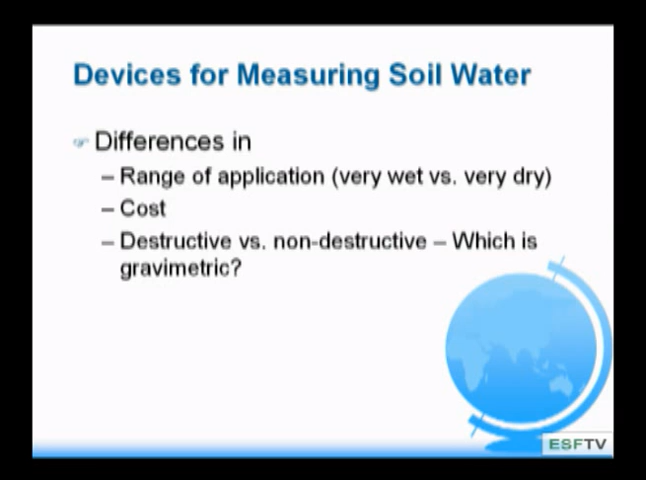 Devices for Measuring Soil Water
Differences in
– Range of application (very wet vs. very dry)
– Cost
– Destructive vs. non-destructive – Which is
gravimetric?
ESFTV